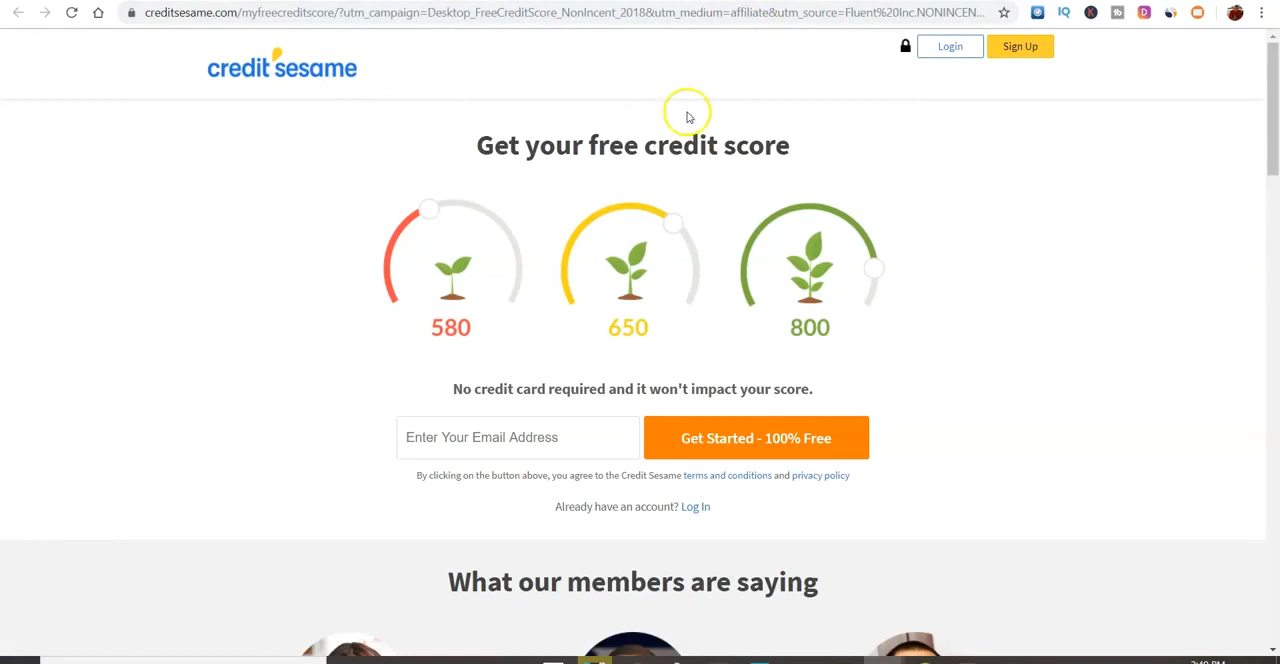 creditsesame.com/myfreecreditscore/?utm_campaign=Desktop_FreeCreditScore_NonIncent_2018&utm_medium=affiliate&utm_source=Fluent%20Inc.NONINCEN...
IQ
K
D
credit sesame
Login
Sign Up
Get your free credit score
580
650
800
No credit card required and it won't impact your score.
Enter Your Email Address
Get Started - 100% Free
By clicking on the button above, you agree to the Credit Sesame terms and conditions and privacy policy
Already have an account? Log In
What our members are saying